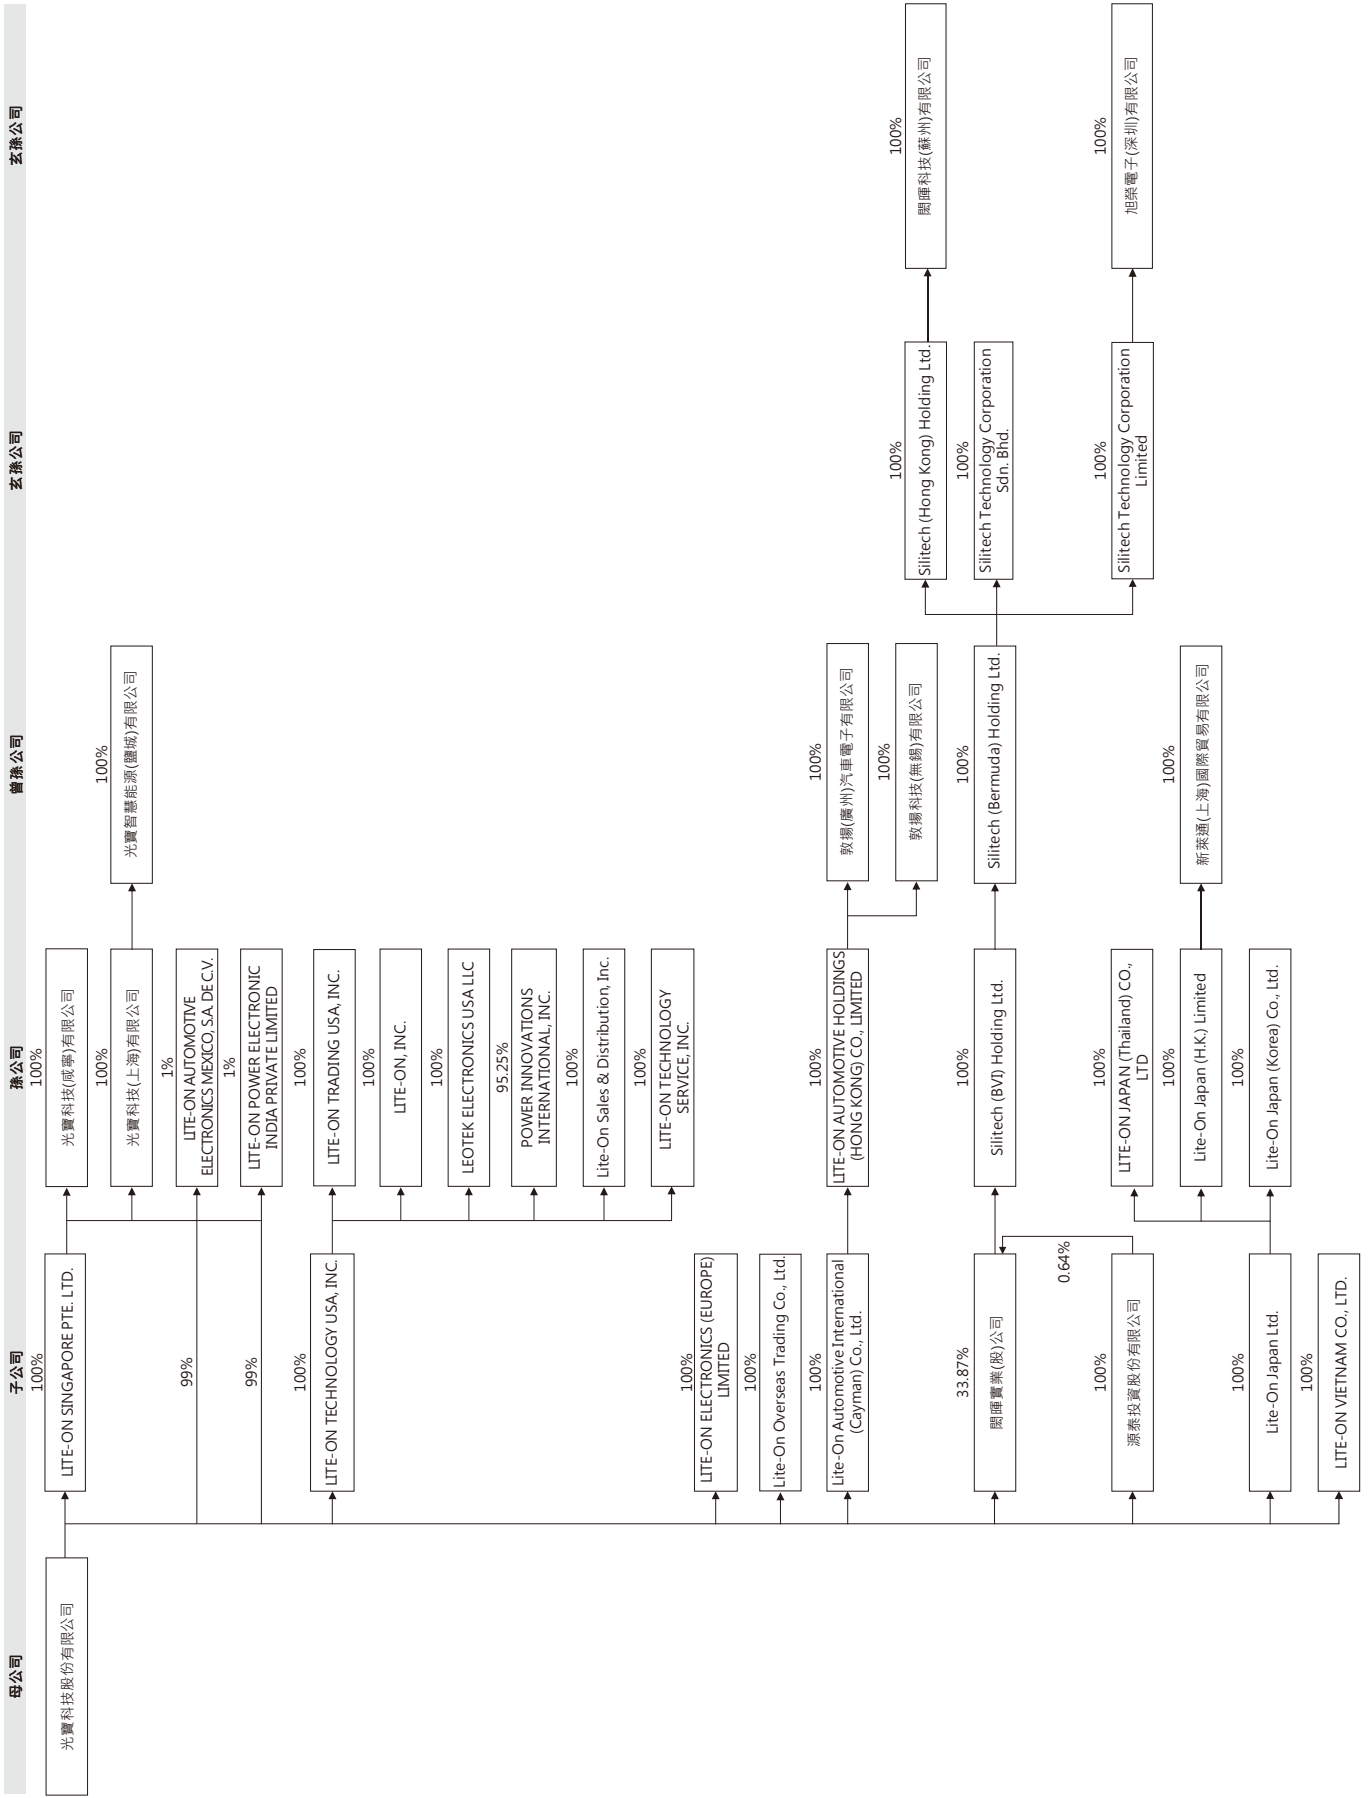 母公司
子公司
孫公司
曾孫公司
玄孫公司
玄孫公司
光寶科技股份有限公司
100%
LITE-ON SINGAPORE PTE. LTD.
100%
光寶科技(咸寧)有限公司
100%
光寶科技(上海)有限公司
100%
光寶智慧能源(鹽城)有限公司
99%
1%
LITE-ON AUTOMOTIVE
ELECTRONICS MEXICO, S.A. DE C.V.
99%
1%
LITE-ON POWER ELECTRONIC
INDIA PRIVATE LIMITED
100%
LITE-ON TECHNOLOGY USA, INC.
100%
LITE-ON TRADING USA, INC.
100%
LITE-ON, INC.
100%
LEOTEK ELECTRONICS USA LLC
95.25%
POWER INNOVATIONS
INTERNATIONAL, INC.
100%
Lite-On Sales & Distribution, Inc.
100%
LITE-ON TECHNOLOGY
SERVICE, INC.
100%
LITE-ON ELECTRONICS (EUROPE)
LIMITED
100%
Lite-On Overseas Trading Co., Ltd.
100%
Lite-On Automotive International
(Cayman) Co., Ltd.
100%
LITE-ON AUTOMOTIVE HOLDINGS
(HONG KONG) CO., LIMITED
100%
敦揚(廣州)汽車電子有限公司
100%
敦揚科技(無錫)有限公司
33.87%
閎暉實業(股)公司
100%
Silitech (BVI) Holding Ltd.
100%
Silitech (Bermuda) Holding Ltd.
100%
Silitech (Hong Kong) Holding Ltd.
100%
閎暉科技(蘇州)有限公司
100%
Silitech Technology Corporation
Sdn. Bhd.
100%
Silitech Technology Corporation
Limited
100%
旭榮電子(深圳)有限公司
0.64%
100%
源泰投資股份有限公司
100%
Lite-On Japan Ltd.
100%
LITE-ON JAPAN (Thailand) CO.,
LTD
100%
Lite-On Japan (H.K.) Limited
100%
新萊通(上海)國際貿易有限公司
100%
Lite-On Japan (Korea) Co., Ltd.
100%
LITE-ON VIETNAM CO., LTD.